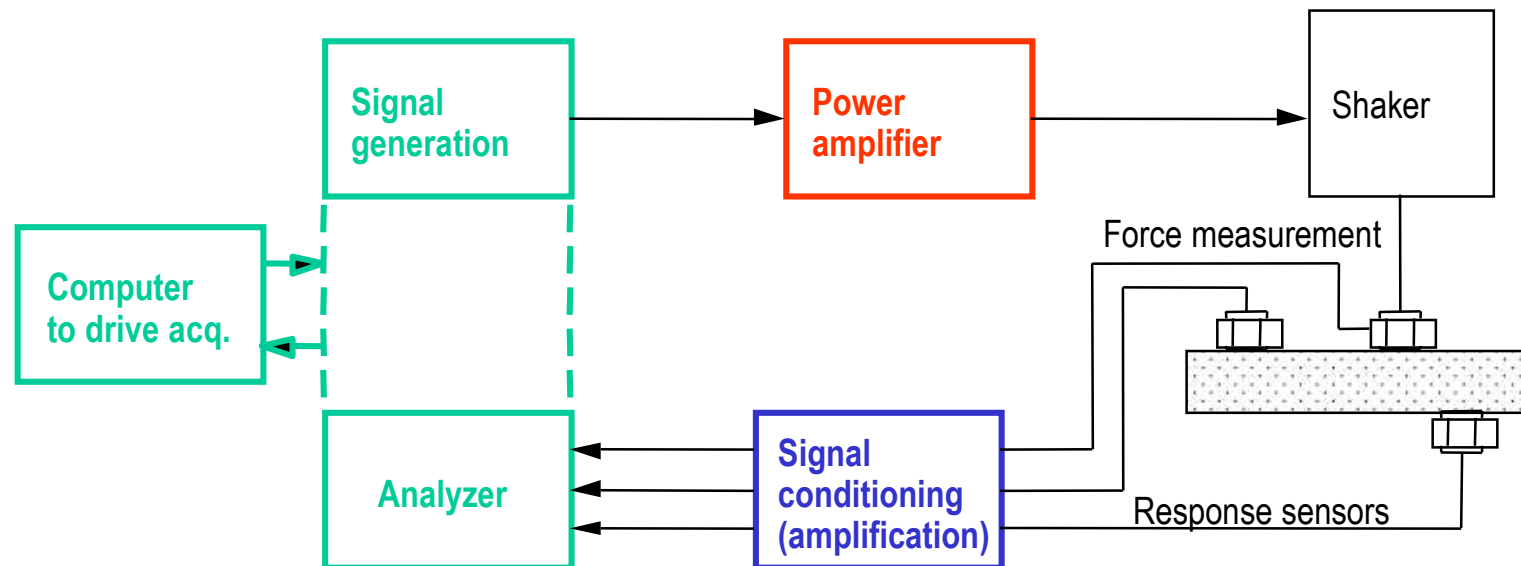 Signal
generation
Power
amplifier
Shaker
Force measurement
Computer
to drive acq.
Analyzer
Signal
conditioning
(amplification)
Response sensors